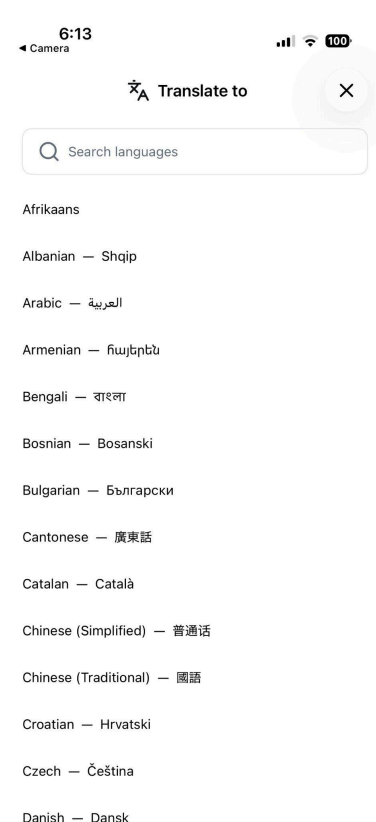 6:13
◀ Camera
100
Translate to
Search languages
Afrikaans
Albanian — Shqip
Arabic — العربية
Armenian — հայերեն
Bengali — বাংলা
Bosnian — Bosanski
Bulgarian — Български
Cantonese — 廣東話
Catalan — Català
Chinese (Simplified) — 普通话
Chinese (Traditional) — 國語
Croatian — Hrvatski
Czech — Čeština
Danish — Dansk